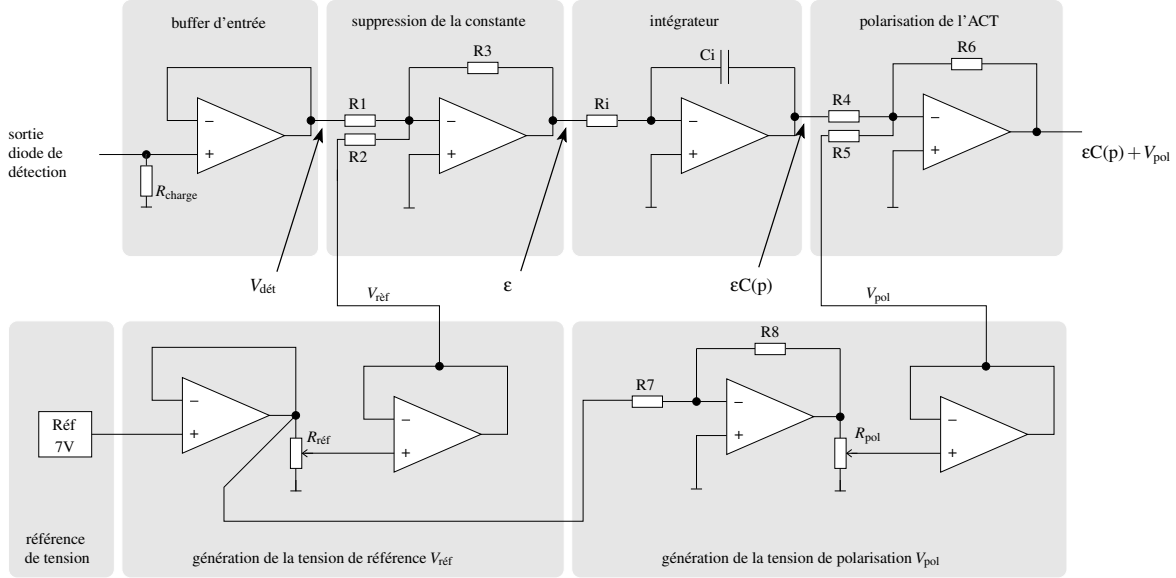 buffer d'entrée
suppression de la constante
intégrateur
polarisation de l'ACT
R3
Ci
R6
R1
R2
Ri
R4
R5
−
+
−
+
−
+
−
+
sortie
diode de
détection
Rcharge
εC(p) + Vpol
Vdét
ε
εC(p)
Vrèf
Vpol
R8
R7
−
+
−
+
−
+
−
+
Réf
7V
Rréf
Rpol
référence
de tension
génération de la tension de référence Vréf
génération de la tension de polarisation Vpol